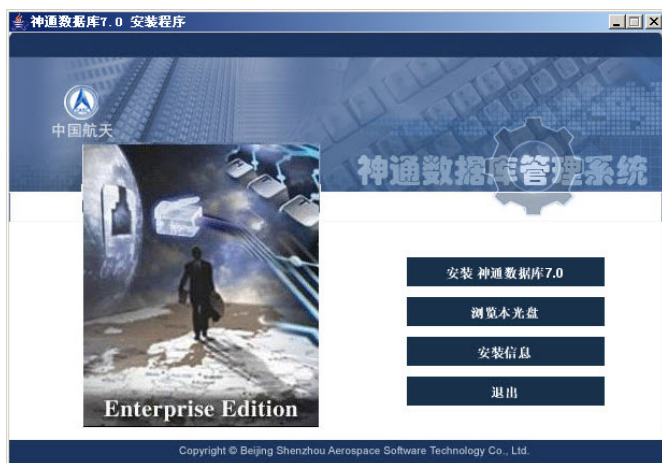 神通数据库7.0 安装程序
中国航天
神通数据库管理系统
安装 神通数据库7.0
浏览本光盘
安装信息
退出
Enterprise Edition
Copyright © Beijing Shenzhou Aerospace Software Technology Co., Ltd.